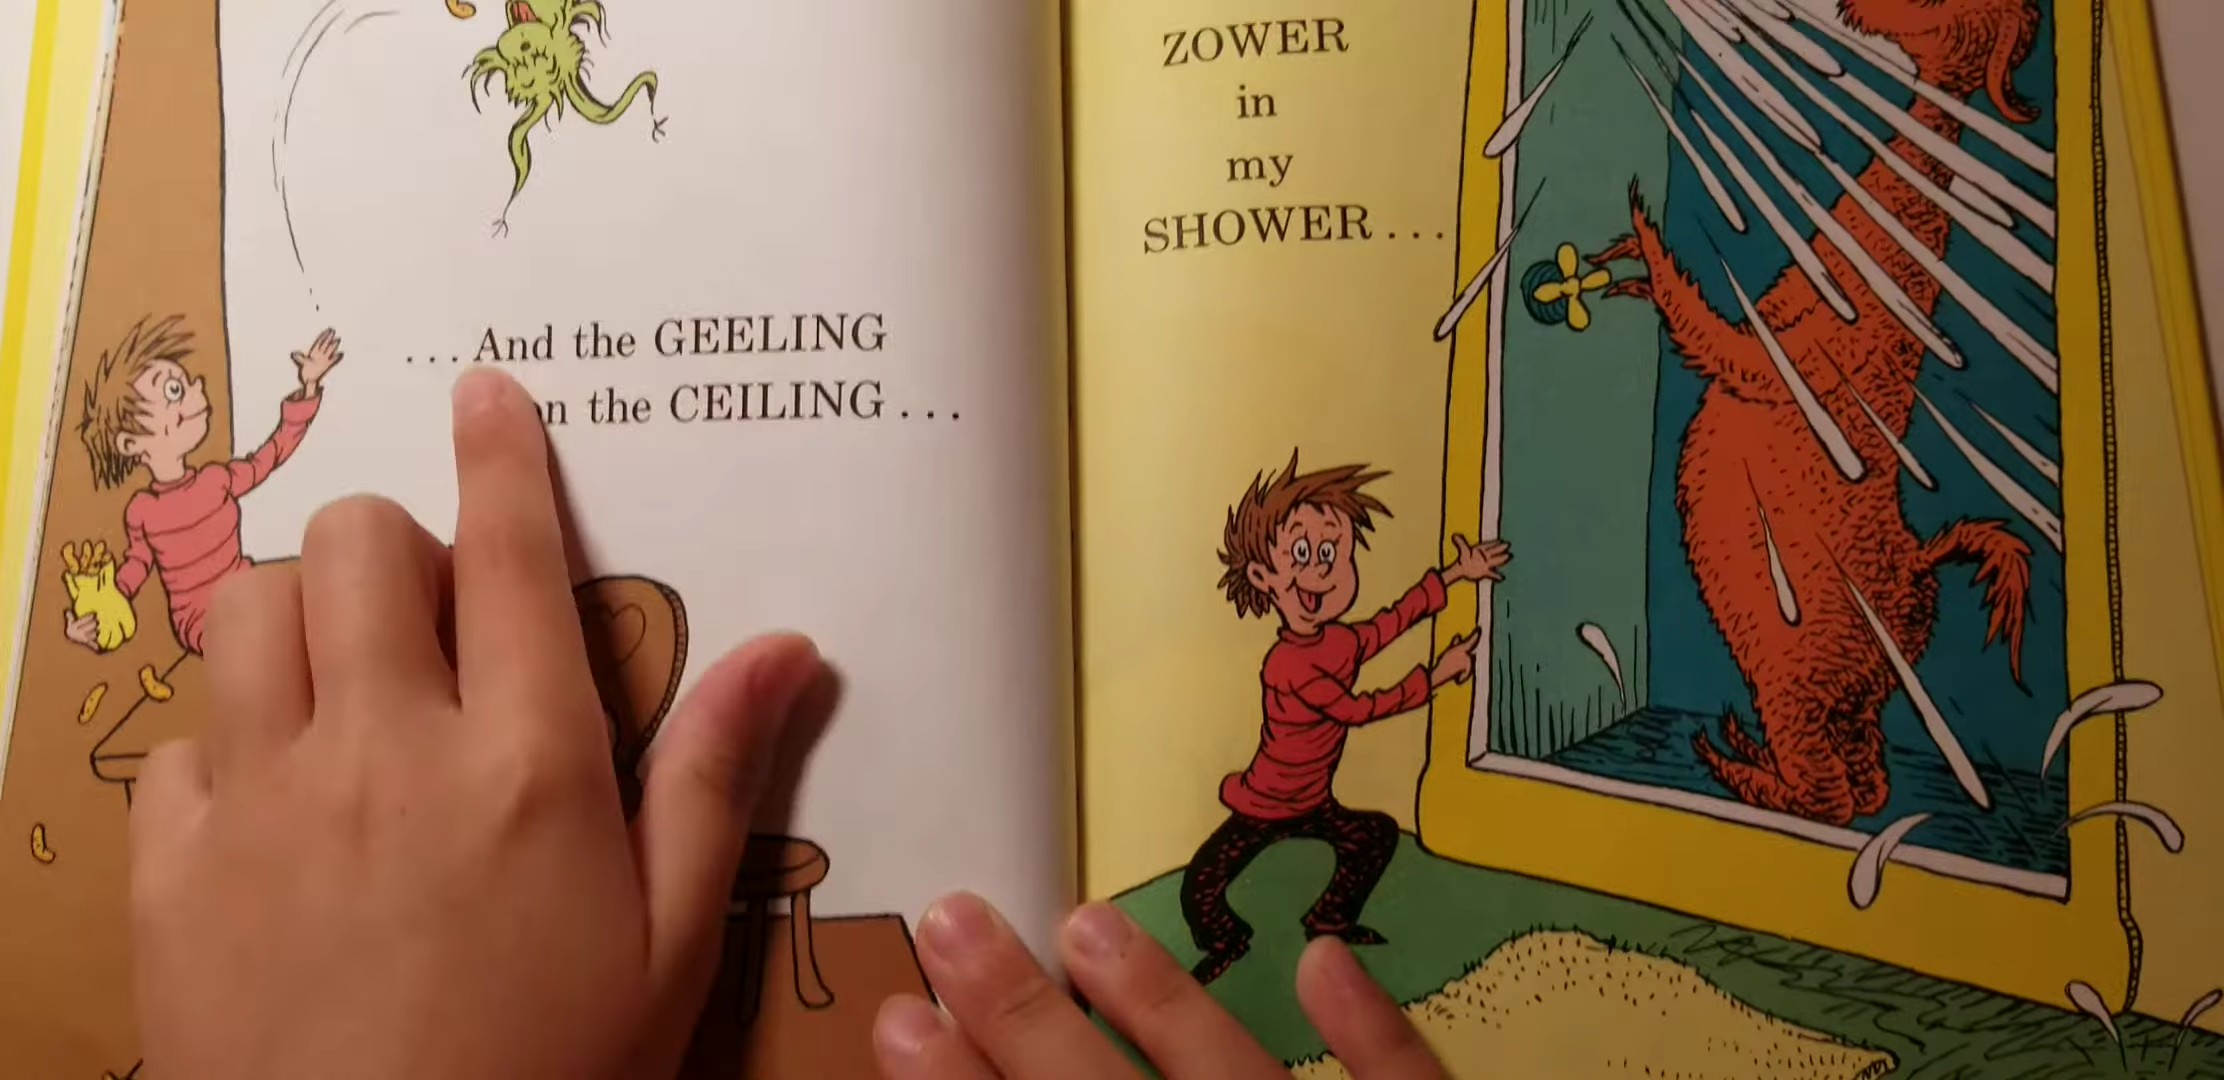 ...And the GEELING
the CEILING...
ZOWER
in
my
SHOWER...